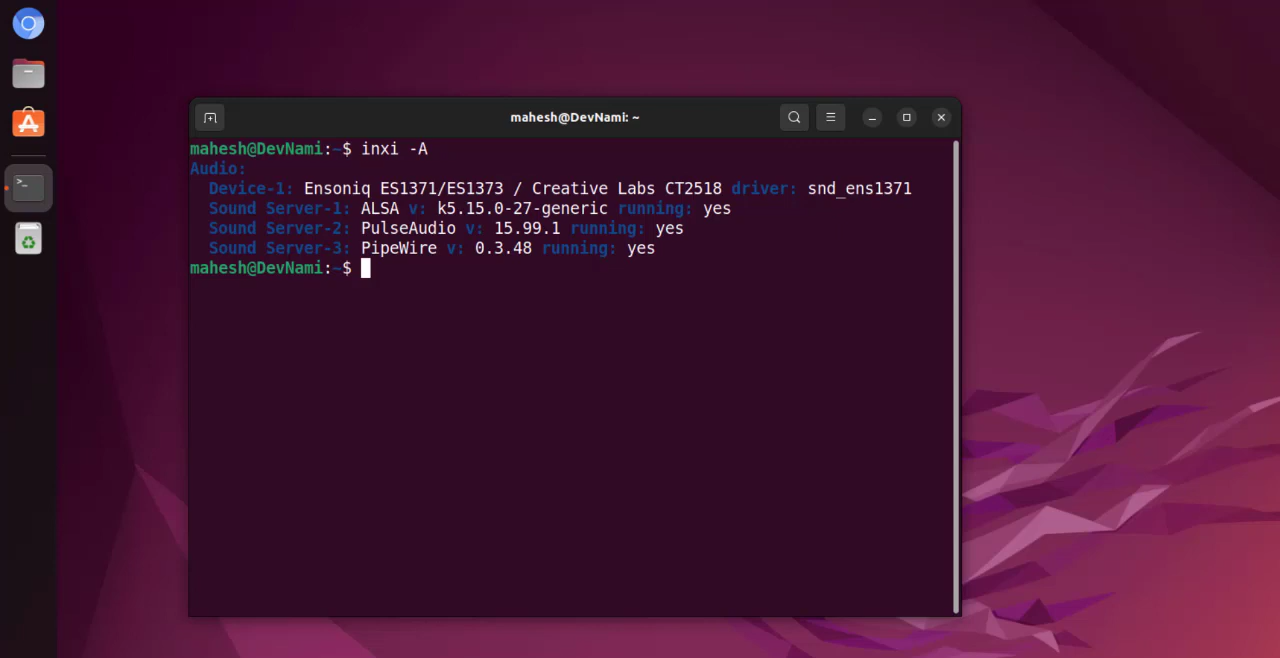 mahesh@DevNami: ~
mahesh@DevNami:~$ inxi -A
Audio:
  Device-1: Ensoniq ES1371/ES1373 / Creative Labs CT2518 driver: snd_ens1371
  Sound Server-1: ALSA v: k5.15.0-27-generic running: yes
  Sound Server-2: PulseAudio v: 15.99.1 running: yes
  Sound Server-3: PipeWire v: 0.3.48 running: yes
mahesh@DevNami:~$